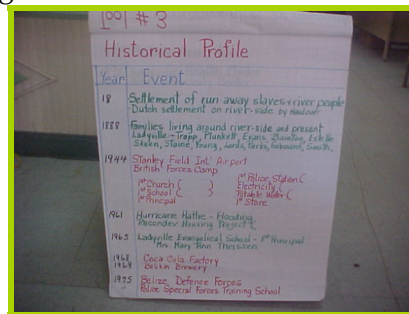 Tool #3
Historical Profile
Year Event
18 Settlement of run away slaves & river people
- Dutch settlement on river-side by
1888 Families living around river-side and present
Ladyville - Trapp, Plunkett, Evans, Estelle
Staine, Young, Smith,
1944 Stanley Field Int' Airport
British Forces Camp
1st Church ( ) 1st Police Station (
1st School ( ) Electricity (
1st Principal Potable Water (
1st Store
1961 Hurricane Hattie - Flooding
Housing Project (
1965 Ladyville Evangelical School - 1st Principal
Mrs. Mary Ann
1968 Coca Cola Factory
1969 Belikin Brewery
1975 Belize Defence Forces
Police Special Forces Training School